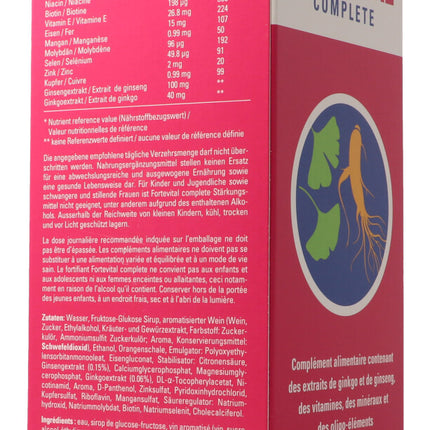 Niacin / Niacine
Biotin / Biotine 198 µg
Vitamin E / Vitamine E 26.8 mg 224
Eisen / Fer 15 mg 107
Mangan / Manganèse 0.99 mg 50
Molybdän / Molybdène 96 µg 192
Selen / Sélénium 49.8 µg 91
Zink / Zinc 2 mg 20
Kupfer / Cuivre 0.99 mg 99
Ginsengextrakt / Extrait de ginseng 100 mg **
Ginkgoextrakt / Extrait de ginkgo 40 mg **
* Nutrient reference value (Nährstoffbezugswert) /
Valeur nutritionnelles de référence
** keine Referenzwert definiert / aucune valeur de référence définie
Die angegebene empfohlene tägliche Verzehrsmenge darf nicht über-
schritten werden. Nahrungsergänzungsmittel stellen keinen Ersatz
für eine abwechslungsreiche und ausgewogene Ernährung sowie
eine gesunde Lebensweise dar. Für Kinder und Jugendliche sowie
schwangere und stillende Frauen ist Fortevital complete Stärkungs-
mittel nicht geeignet, unter anderem aufgrund des enthaltenen Alko-
hols. Ausserhalb der Reichweite von kleinen Kindern, kühl, trocken
und vor Licht geschützt lagern.
La dose journalière recommandée indiquée sur l'emballage ne doit
pas être dépassée. Les compléments alimentaires ne doivent pas se
substituer à une alimentation variée et équilibrée et à un mode de vie
sain. Le fortifiant Fortevital complete ne convient pas aux enfants et
aux adolescents ni aux femmes enceintes ou allaitantes, ceci notam-
ment en raison de l'alcool qu'il contient. Conserver hors de la portée
des jeunes enfants, à un endroit frais, sec et à l'abri de la lumière.
Zutaten: Wasser, Fruktose-Glukose Sirup, aromatisierter Wein (Wein,
Zucker, Ethylalkohol, Kräuter- und Gewürzextrakt, Farbstoff: Zucker-
kulör, Ammoniumsulfit Zuckerkulör; Aroma, Konservierungsmittel:
Schwefeldioxid), Ethanol, Orangenschale, Emulgator: Polyoxyethy-
lensorbitanmonooleat, Eisengluconat, Stabilisator: Citronensäure,
Ginsengextrakt (0.15%), Calciumglycerophosphat, Magnesiumgly-
cerophosphat, Ginkgoextrakt (0.06%), DL-α-Tocopherylacetat, Ni-
cotinamid, Aroma, D-Panthenol, Zinksulfat, Pyridoxinhydrochlorid,
Kupfersulfat, Riboflavin, Mangansulfat, Säureregulator: Natrium-
hydroxid, Natriummolybdat, Biotin, Natriumselenit, Cholecalciferol.
Ingrédients: eau, sirop de glucose-fructose, vin aromatisé (vin, sucre
COMPLETE
Complément alimentaire contenant
des extraits de ginkgo et de ginseng,
des vitamines, des minéraux et
des oligo-éléments